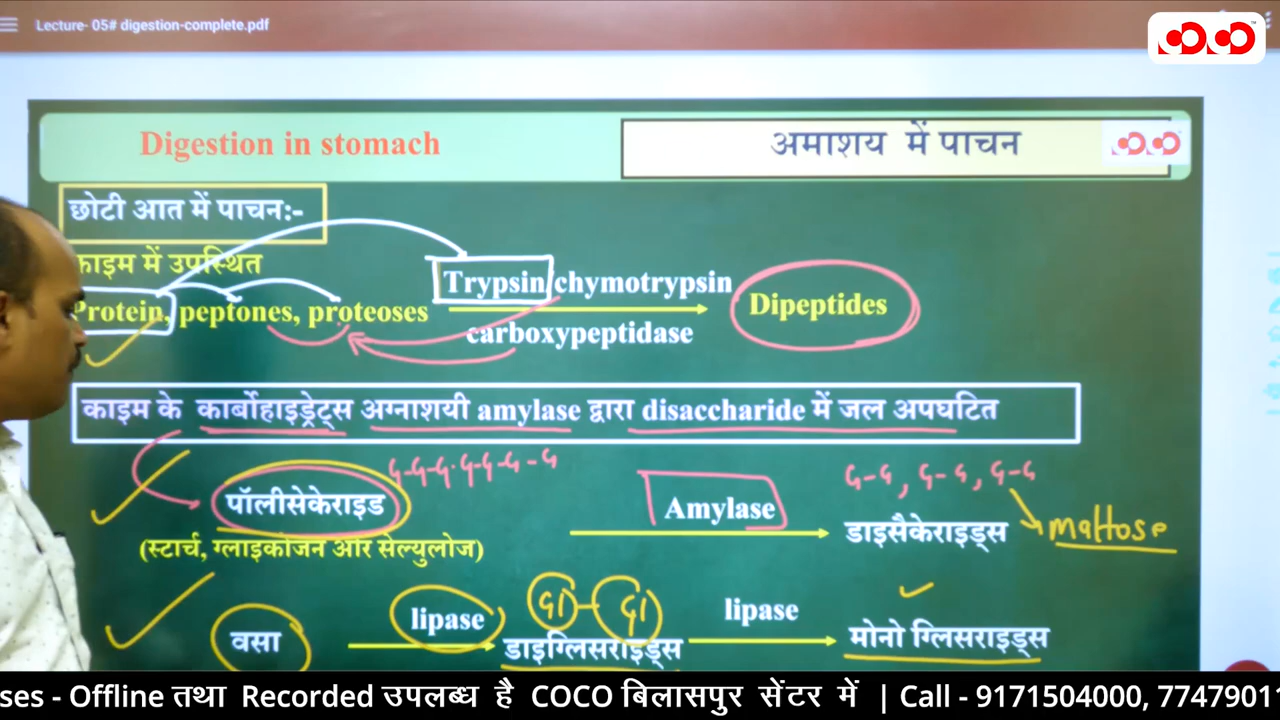 Lecture- 05# digestion-complete.pdf
Digestion in stomach
अमाशय में पाचन
छोटी आत में पाचन:-
काइम में उपस्थित
Protein, peptones, proteoses
Trypsin/chymotrypsin
carboxypeptidase
Dipeptides
काइम के कार्बोहाइड्रेट्स अग्नाशयी amylase द्वारा disaccharide में जल अपघटित
G-G-G-G-G-G-G
पॉलीसेकेराइड
Amylase
G-G, G-G, G-G
डाइसैकेराइड्स
maltose
(स्टार्च, ग्लाइकोजन और सेल्युलोज)
वसा
lipase
Gl-Gl
डाइग्लिसराइड्स
lipase
मोनो ग्लिसराइड्स
ses - Offline तथा Recorded उपलब्ध है COCO बिलासपुर सेंटर में | Call - 9171504000, 77479011